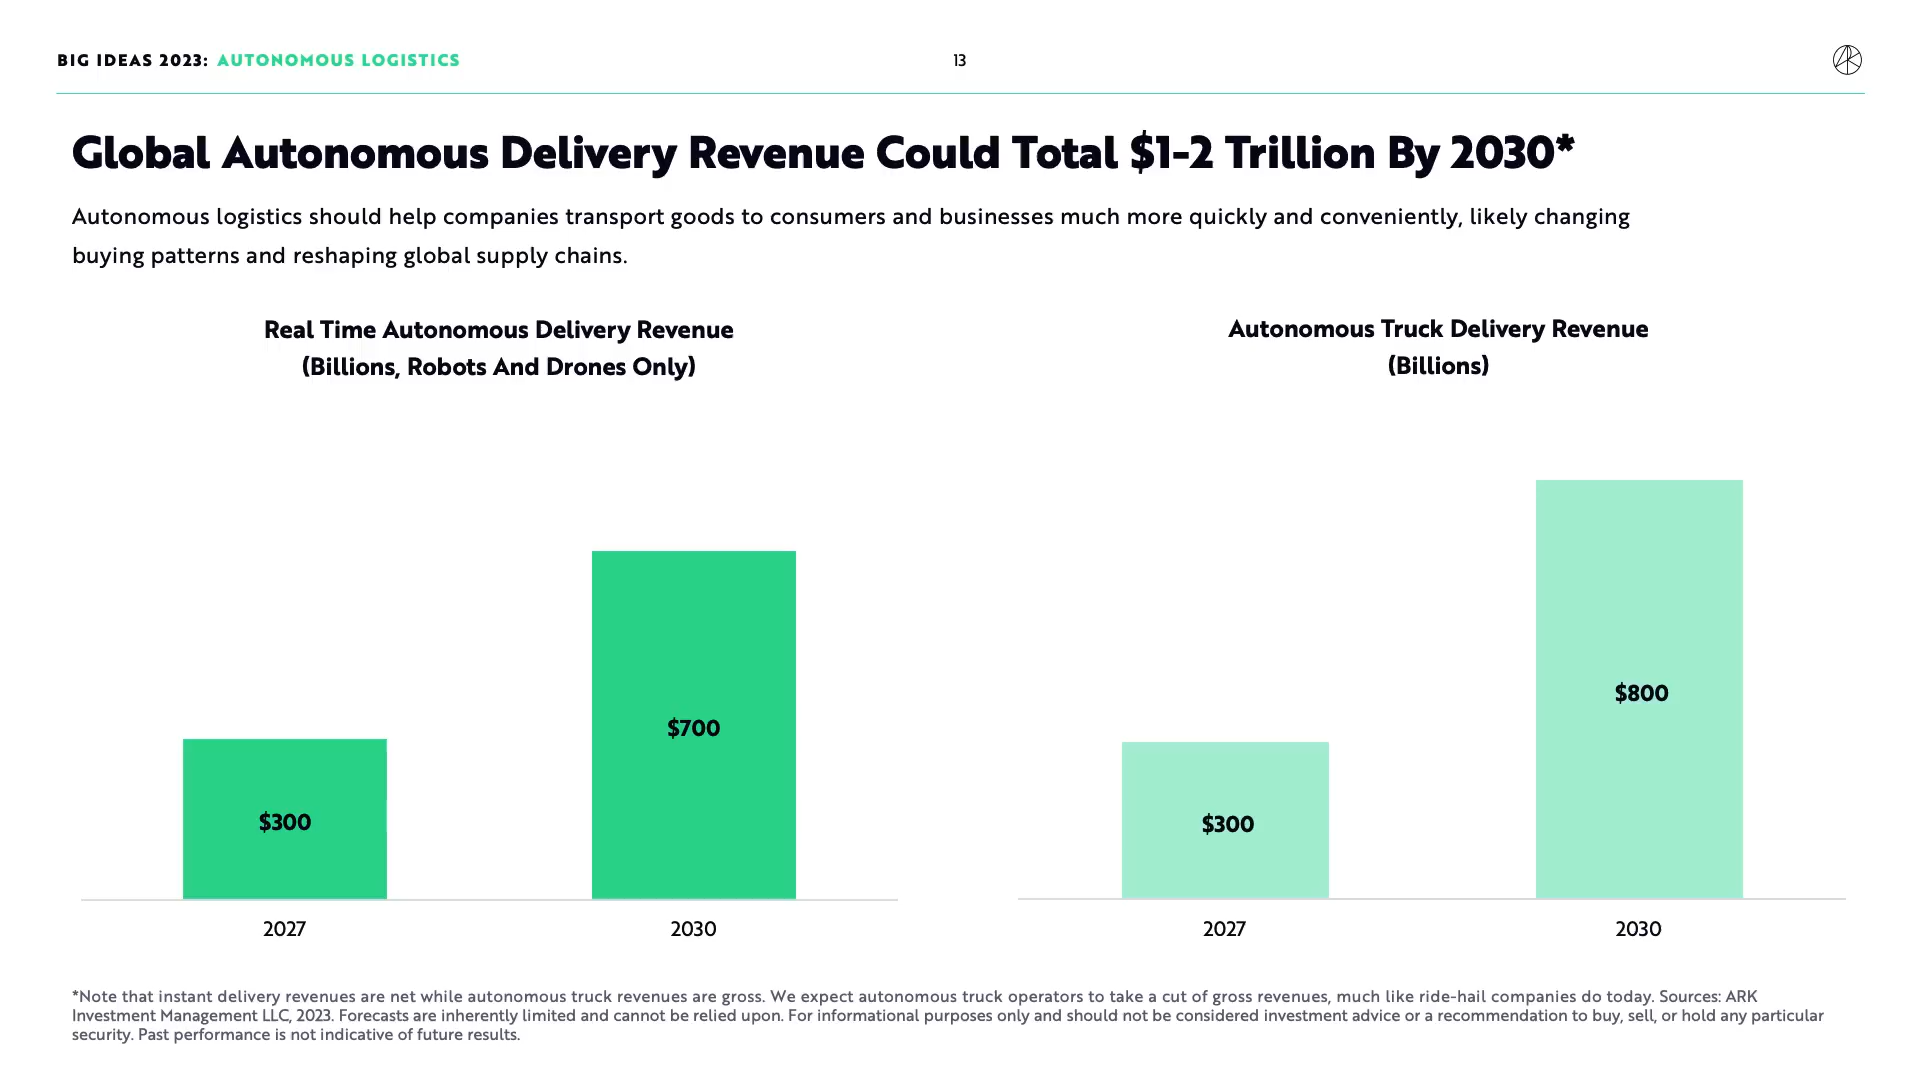 BIG IDEAS 2023: AUTONOMOUS LOGISTICS
13
Global Autonomous Delivery Revenue Could Total $1-2 Trillion By 2030*
Autonomous logistics should help companies transport goods to consumers and businesses much more quickly and conveniently, likely changing
buying patterns and reshaping global supply chains.
Real Time Autonomous Delivery Revenue
(Billions, Robots And Drones Only)
$300
$700
2027
2030
Autonomous Truck Delivery Revenue
(Billions)
$300
$800
2027
2030
*Note that instant delivery revenues are net while autonomous truck revenues are gross. We expect autonomous truck operators to take a cut of gross revenues, much like ride-hail companies do today. Sources: ARK
Investment Management LLC, 2023. Forecasts are inherently limited and cannot be relied upon. For informational purposes only and should not be considered investment advice or a recommendation to buy, sell, or hold any particular
security. Past performance is not indicative of future results.